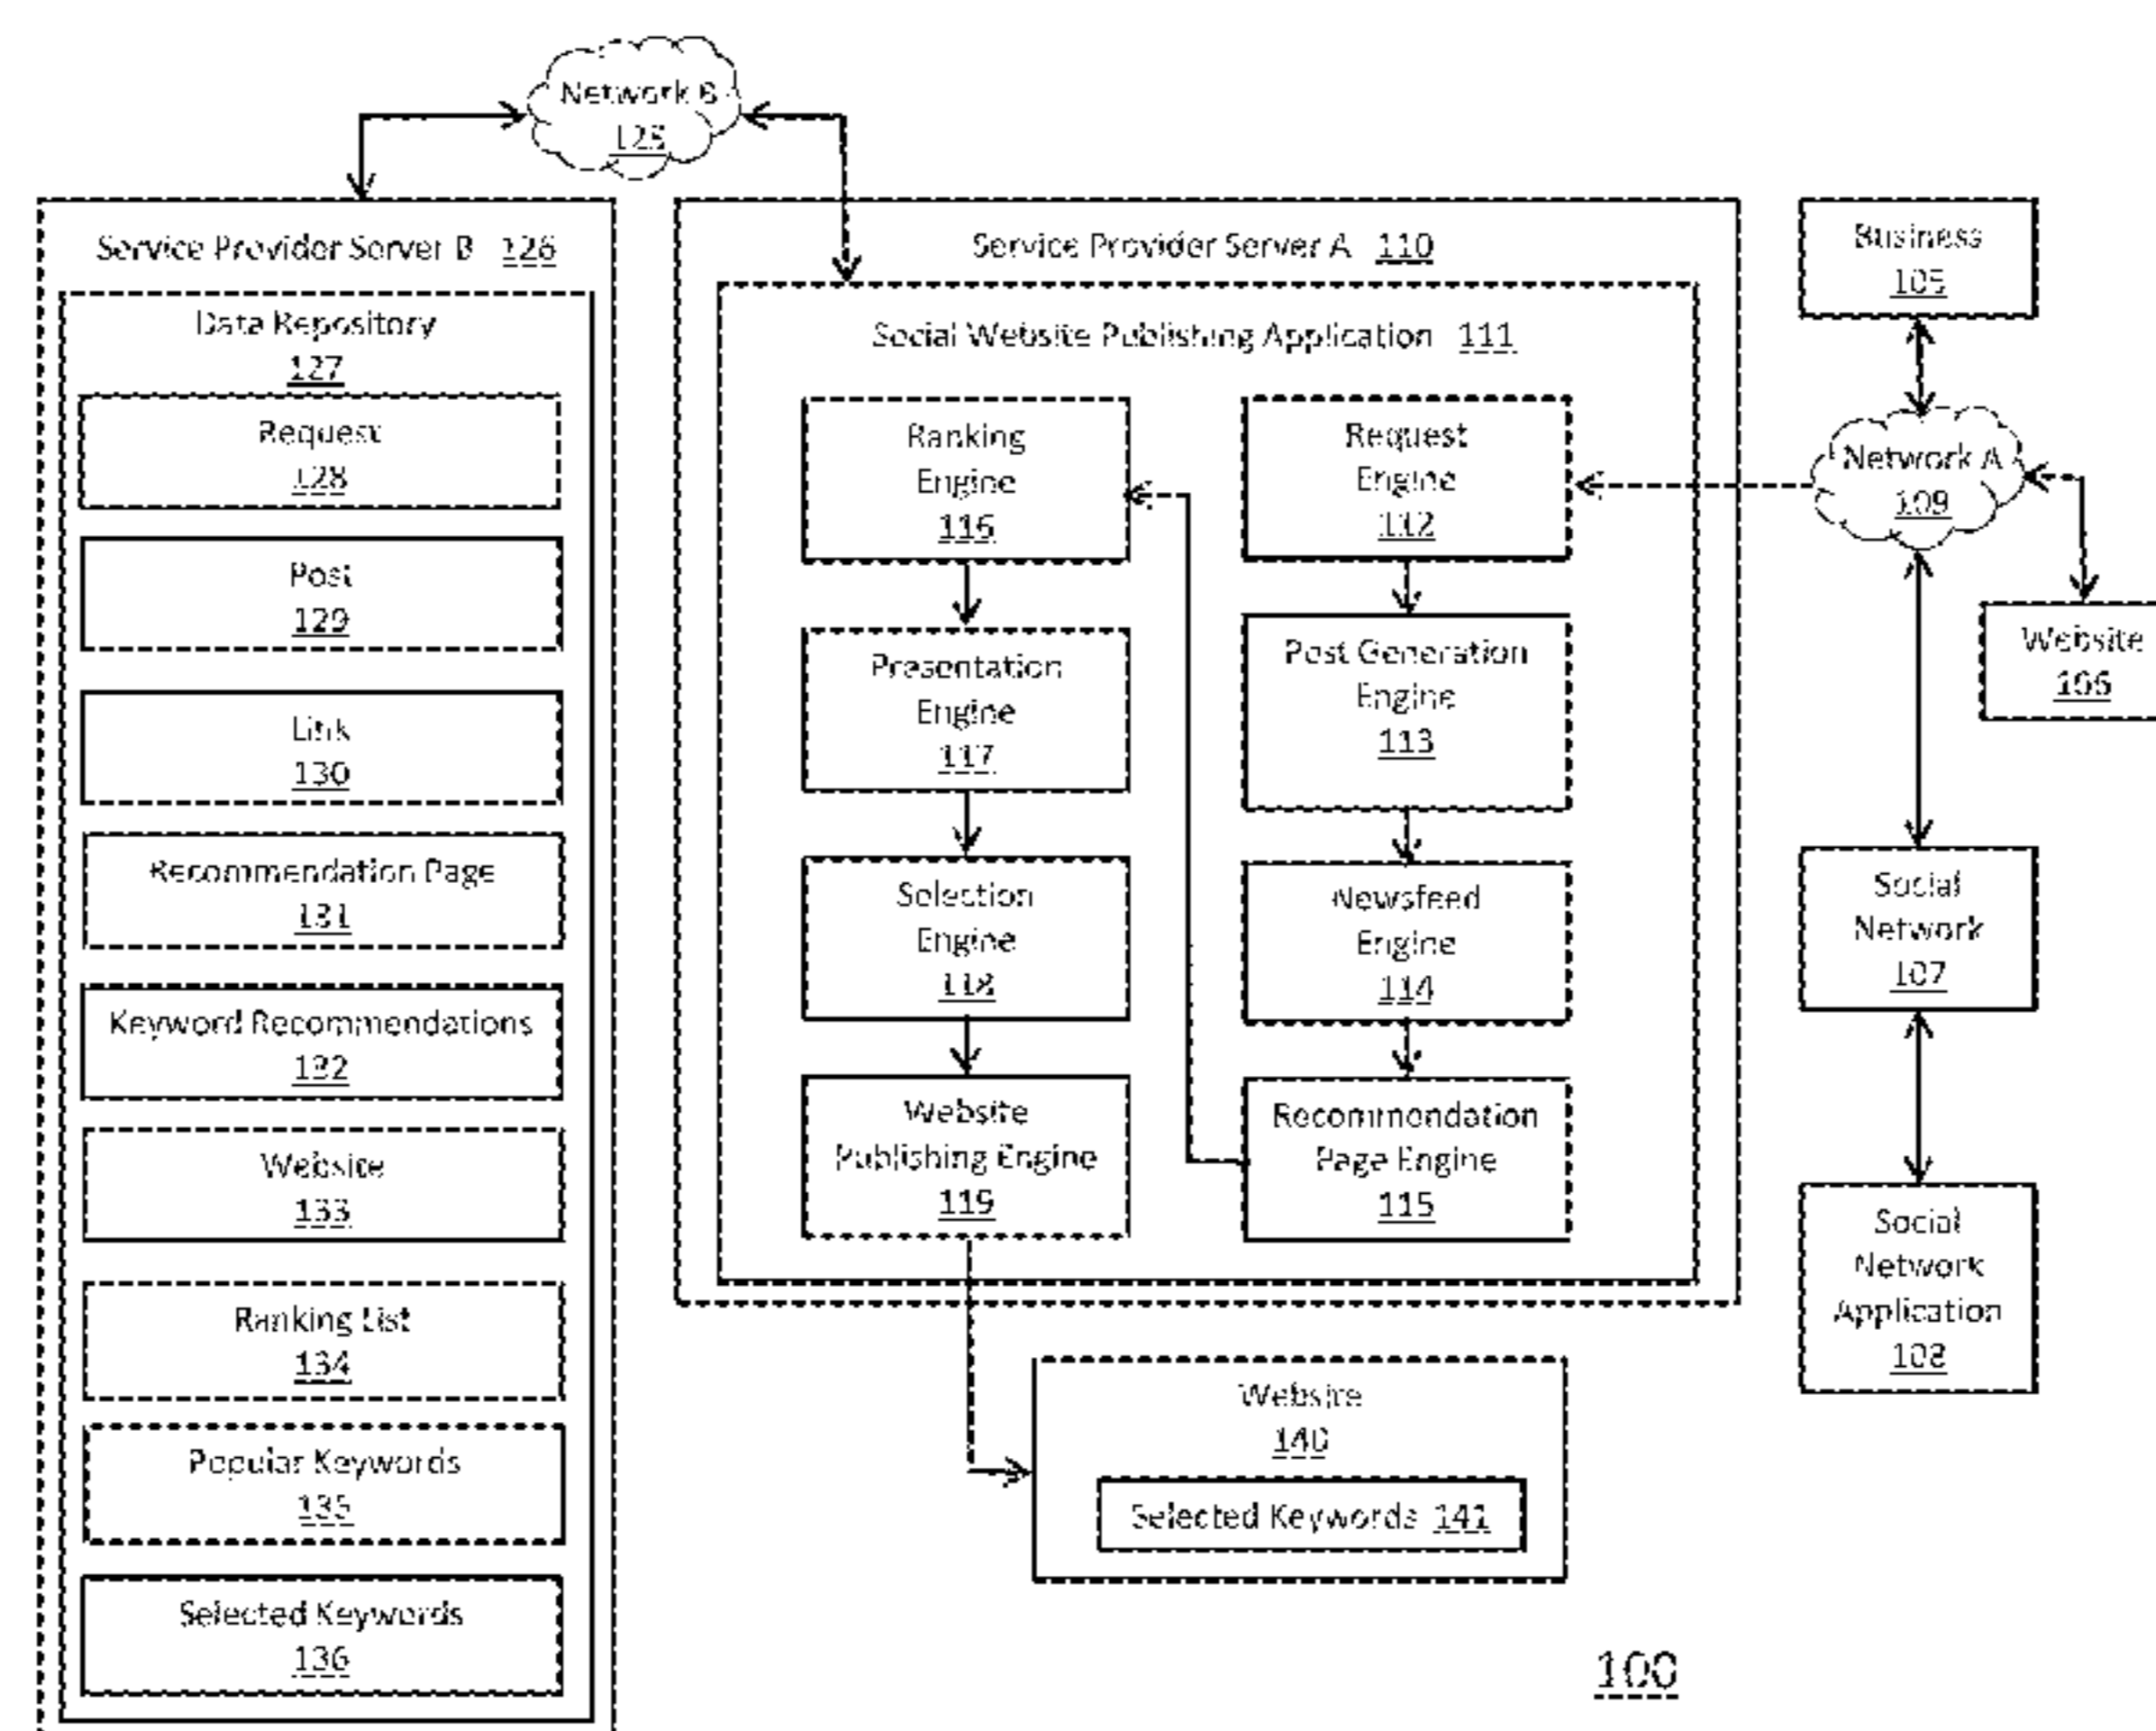 Network B
125
Service Provider Server B 126
Data Repository
127
Request
128
Post
129
Link
130
Recommendation Page
131
Keyword Recommendations
132
Website
133
Ranking List
134
Popular Keywords
135
Selected Keywords
136
Service Provider Server A 110
Social Website Publishing Application 111
Ranking
Engine
116
Presentation
Engine
117
Selection
Engine
118
Website
Publishing Engine
119
Request
Engine
112
Post Generation
Engine
113
Newsfeed
Engine
114
Recommendation
Page Engine
115
Website
140
Selected Keywords 141
Business
105
Network A
109
Website
106
Social
Network
107
Social
Network
Application
108
100